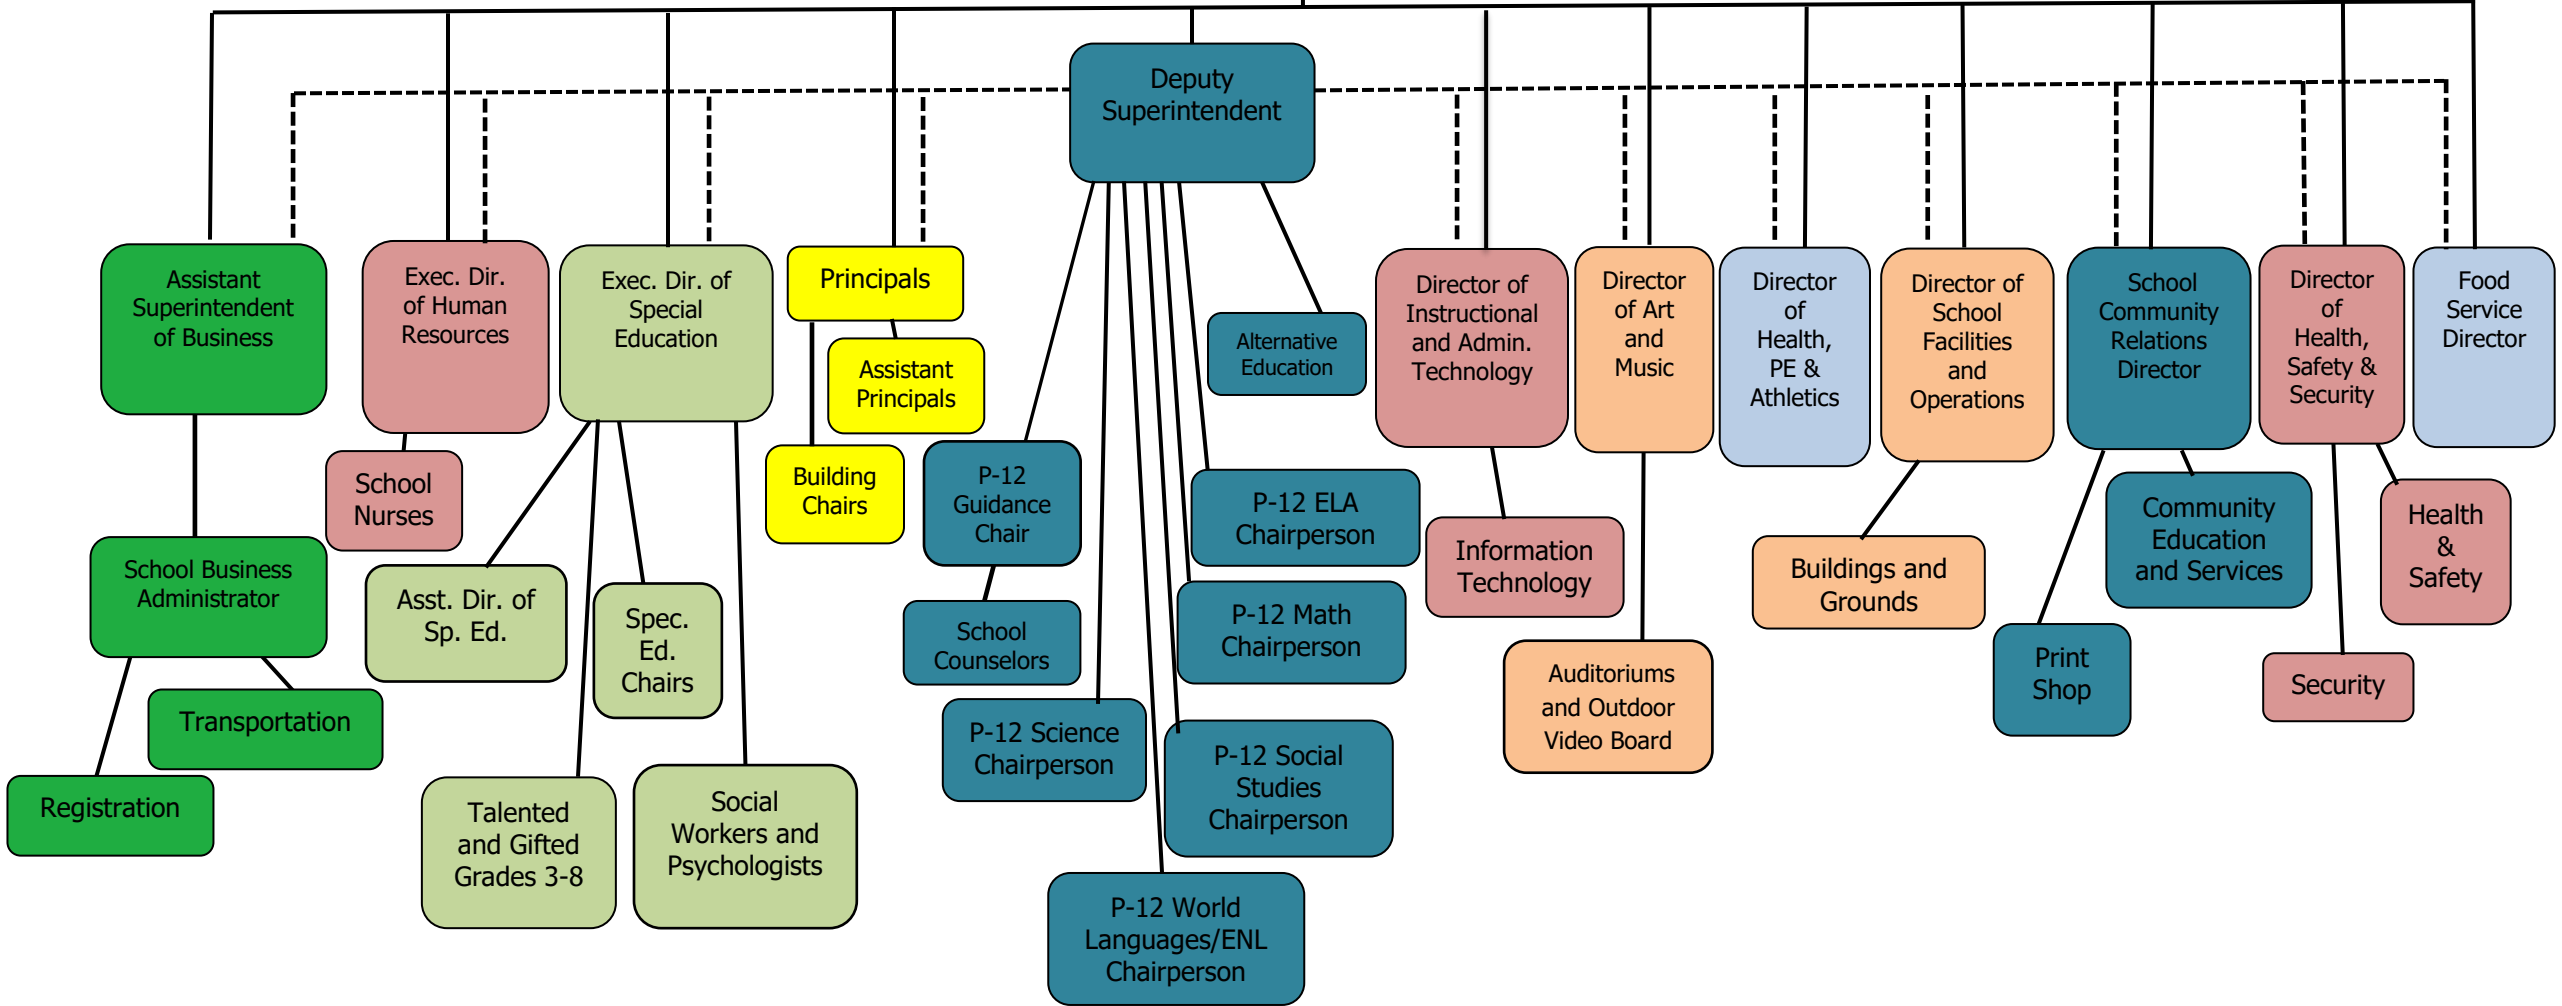 Deputy
Superintendent
Assistant
Superintendent
of Business
Exec. Dir.
of Human
Resources
Exec. Dir. of
Special
Education
Principals
Assistant
Principals
Building
Chairs
Alternative
Education
Director of
Instructional
and Admin.
Technology
Director
of Art
and
Music
Director
of
Health,
PE &
Athletics
Director of
School
Facilities
and
Operations
School
Community
Relations
Director
Director
of
Health,
Safety &
Security
Food
Service
Director
School
Nurses
P-12
Guidance
Chair
P-12 ELA
Chairperson
Information
Technology
Buildings and
Grounds
Community
Education
and Services
Health
&
Safety
School Business
Administrator
Asst. Dir. of
Sp. Ed.
Spec.
Ed.
Chairs
School
Counselors
P-12 Math
Chairperson
Auditoriums
and Outdoor
Video Board
Print
Shop
Security
Transportation
Registration
Talented
and Gifted
Grades 3-8
Social
Workers and
Psychologists
P-12 Science
Chairperson
P-12 Social
Studies
Chairperson
P-12 World
Languages/ENL
Chairperson